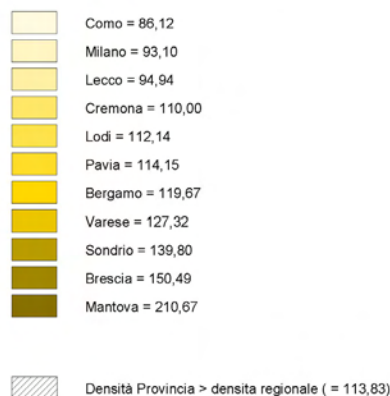 Como = 86,12
Milano = 93,10
Lecco = 94,94
Cremona = 110,00
Lodi = 112,14
Pavia = 114,15
Bergamo = 119,67
Varese = 127,32
Sondrio = 139,80
Brescia = 150,49
Mantova = 210,67
Densità Provincia > densita regionale ( = 113,83)